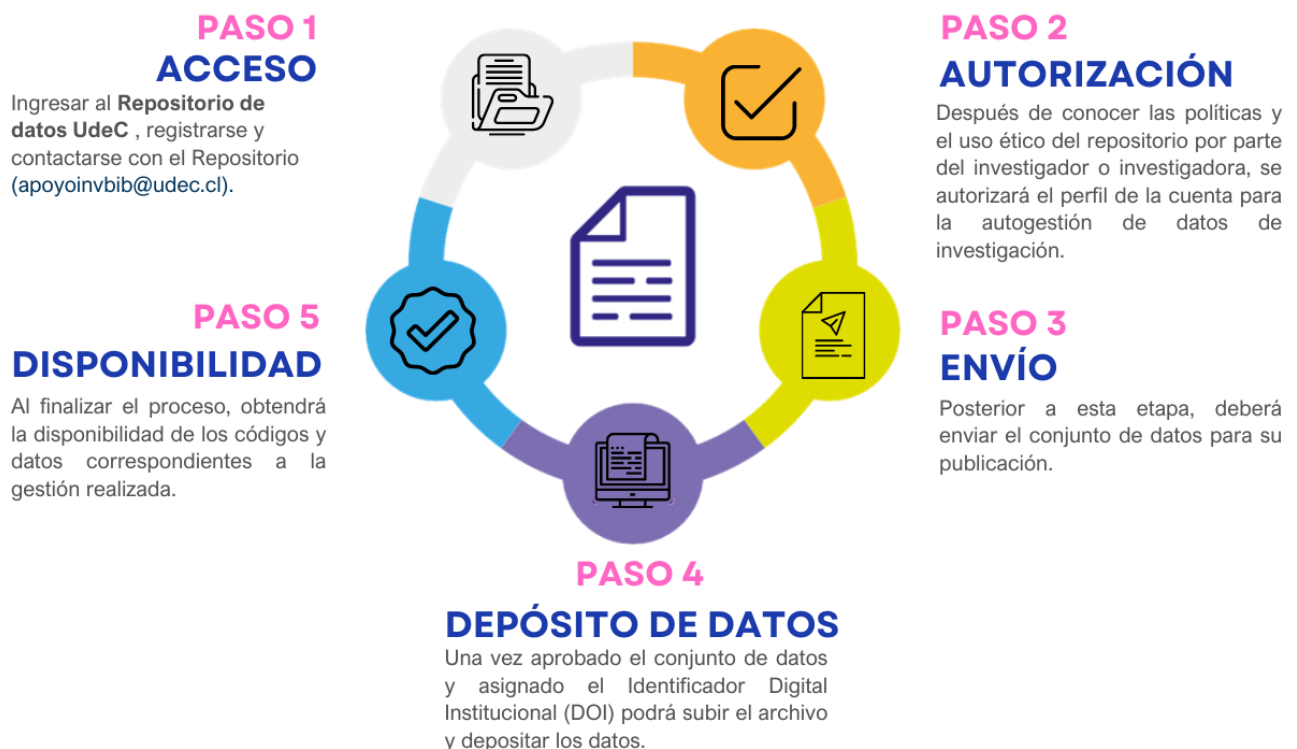 PASO 1
ACCESO
Ingresar al Repositorio de
datos UdeC , registrarse y
contactarse con el Repositorio
(apoyoinvbib@udec.cl).
PASO 2
AUTORIZACIÓN
Después de conocer las políticas y
el uso ético del repositorio por parte
del investigador o investigadora, se
autorizará el perfil de la cuenta para
la autogestión de datos de
investigación.
PASO 3
ENVÍO
Posterior a esta etapa, deberá
enviar el conjunto de datos para su
publicación.
PASO 4
DEPÓSITO DE DATOS
Una vez aprobado el conjunto de datos
y asignado el Identificador Digital
Institucional (DOI) podrá subir el archivo
y depositar los datos.
PASO 5
DISPONIBILIDAD
Al finalizar el proceso, obtendrá
la disponibilidad de los códigos y
datos correspondientes a la
gestión realizada.